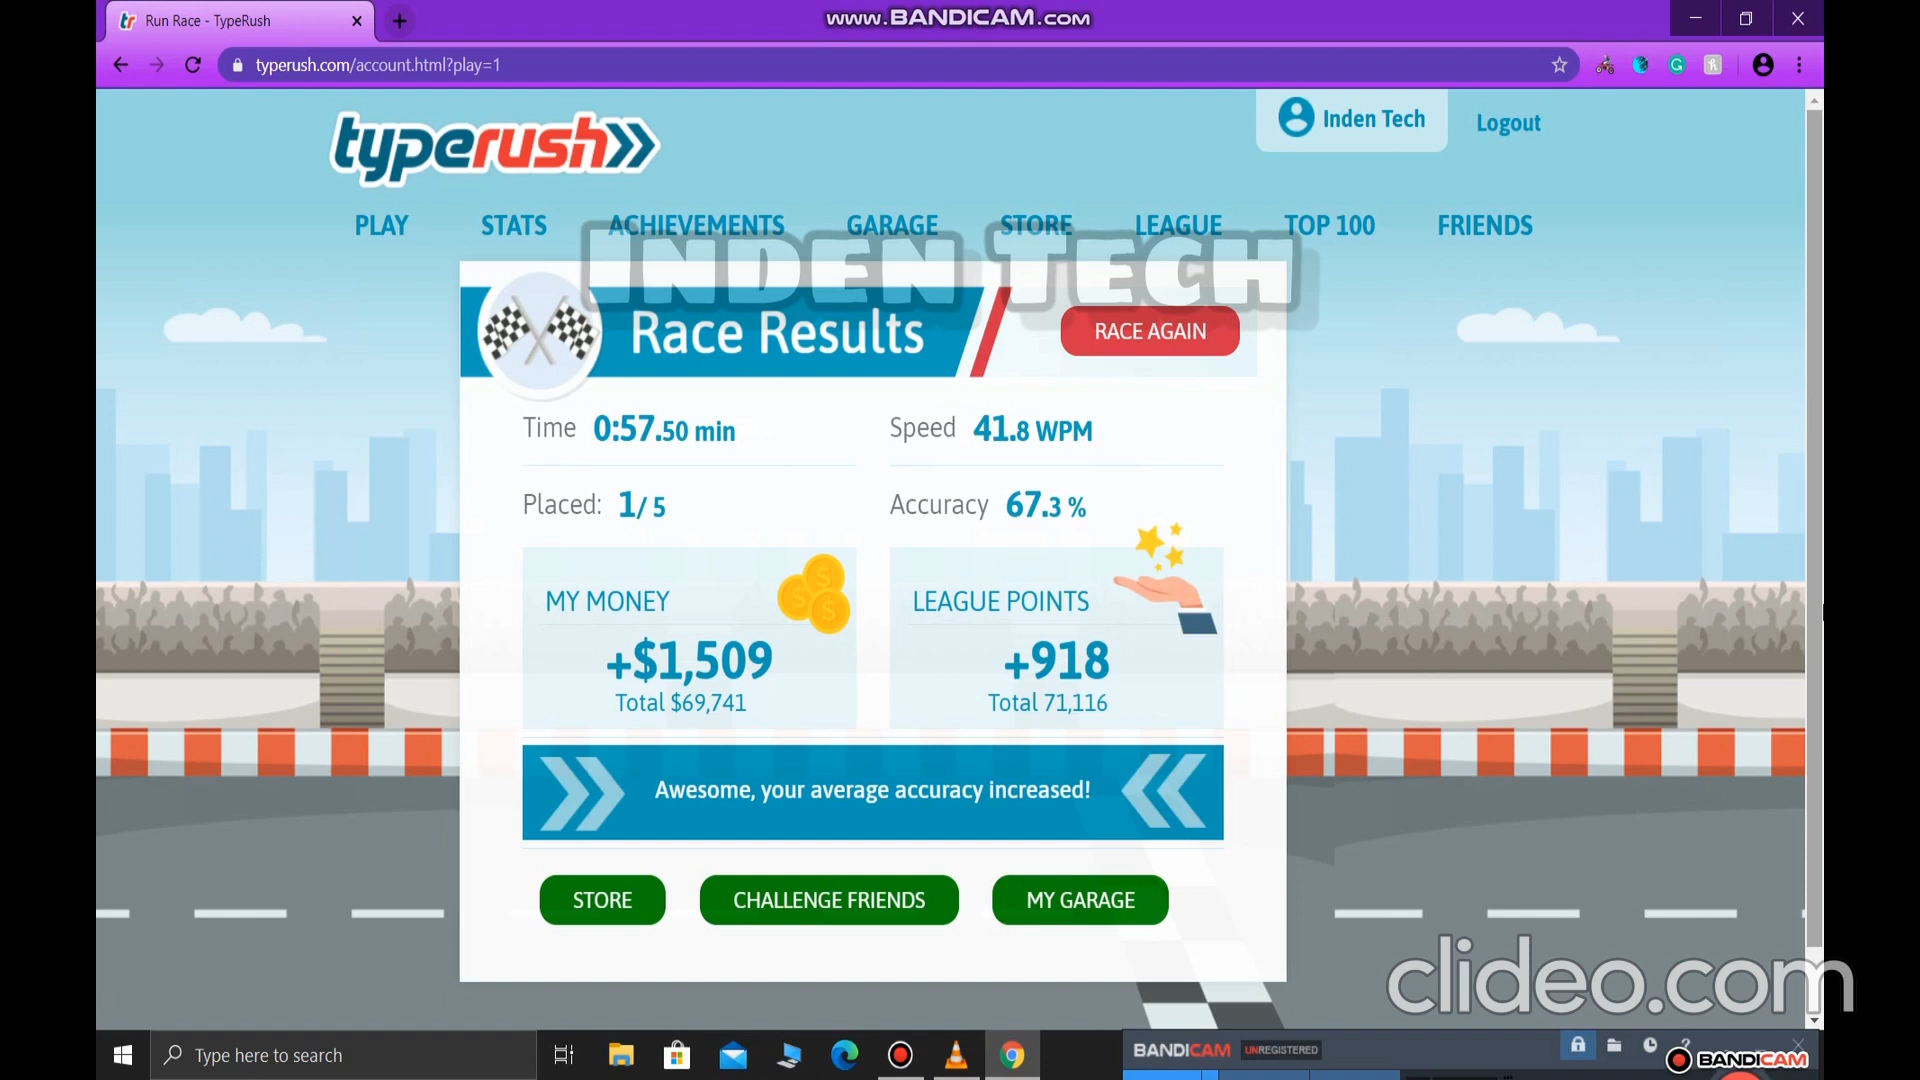 Run Race - TypeRush
www.BANDICAM.com
typerush.com/account.html?play=1
typerush
Inden Tech
Logout
PLAY STATS ACHIEVEMENTS GARAGE STORE LEAGUE TOP 100 FRIENDS
INDEN TECH
Race Results
RACE AGAIN
Time 0:57.50 min
Speed 41.8 WPM
Placed: 1/ 5
Accuracy 67.3 %
MY MONEY
+$1,509
Total $69,741
LEAGUE POINTS
+918
Total 71,116
Awesome, your average accuracy increased!
STORE
CHALLENGE FRIENDS
MY GARAGE
clideo.com
Type here to search
BANDICAM UNREGISTERED
BANDICAM